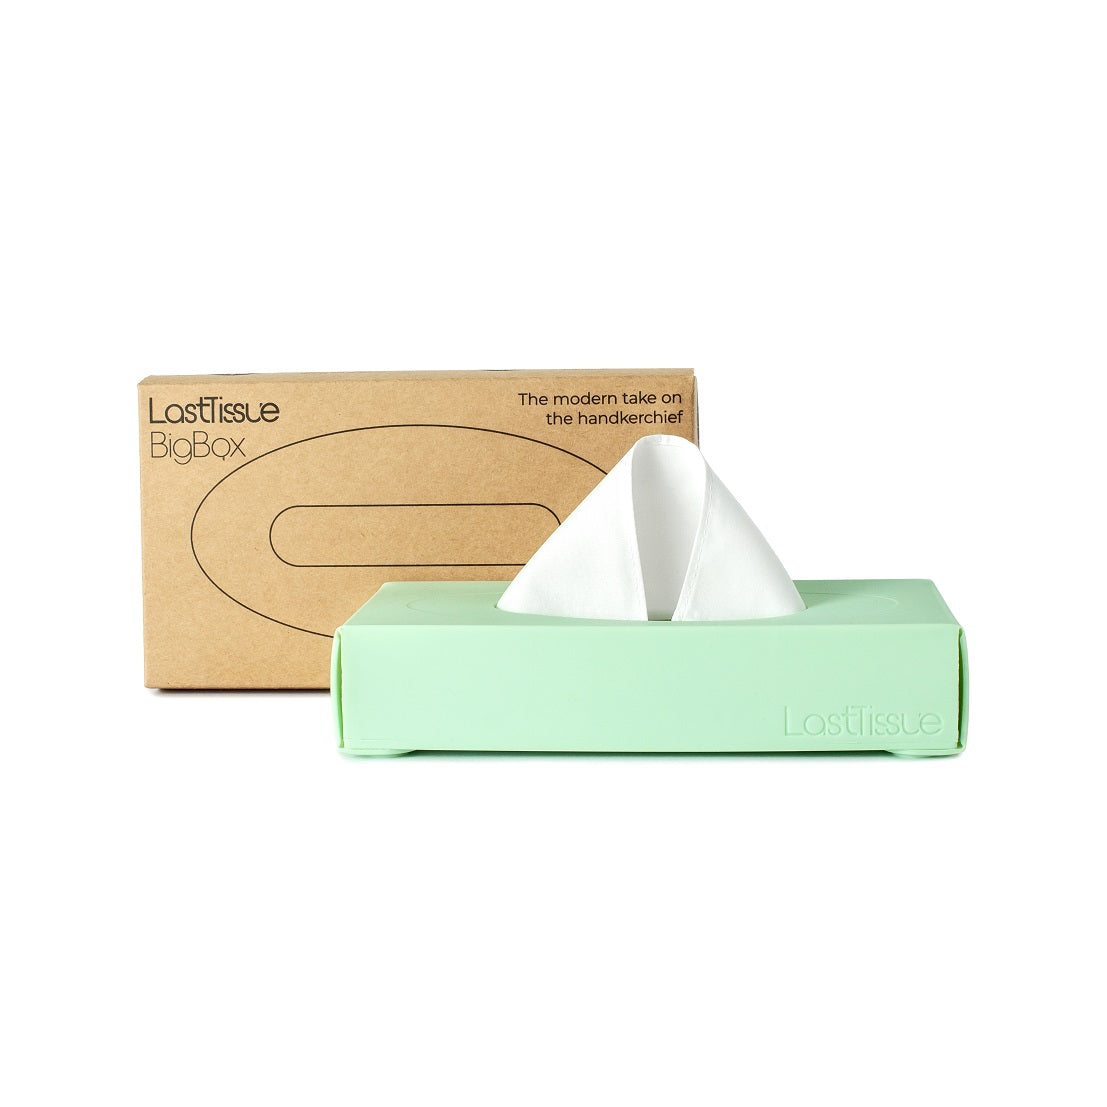 LastTissue
BigBox
The modern take on
the handkerchief
LastTissue